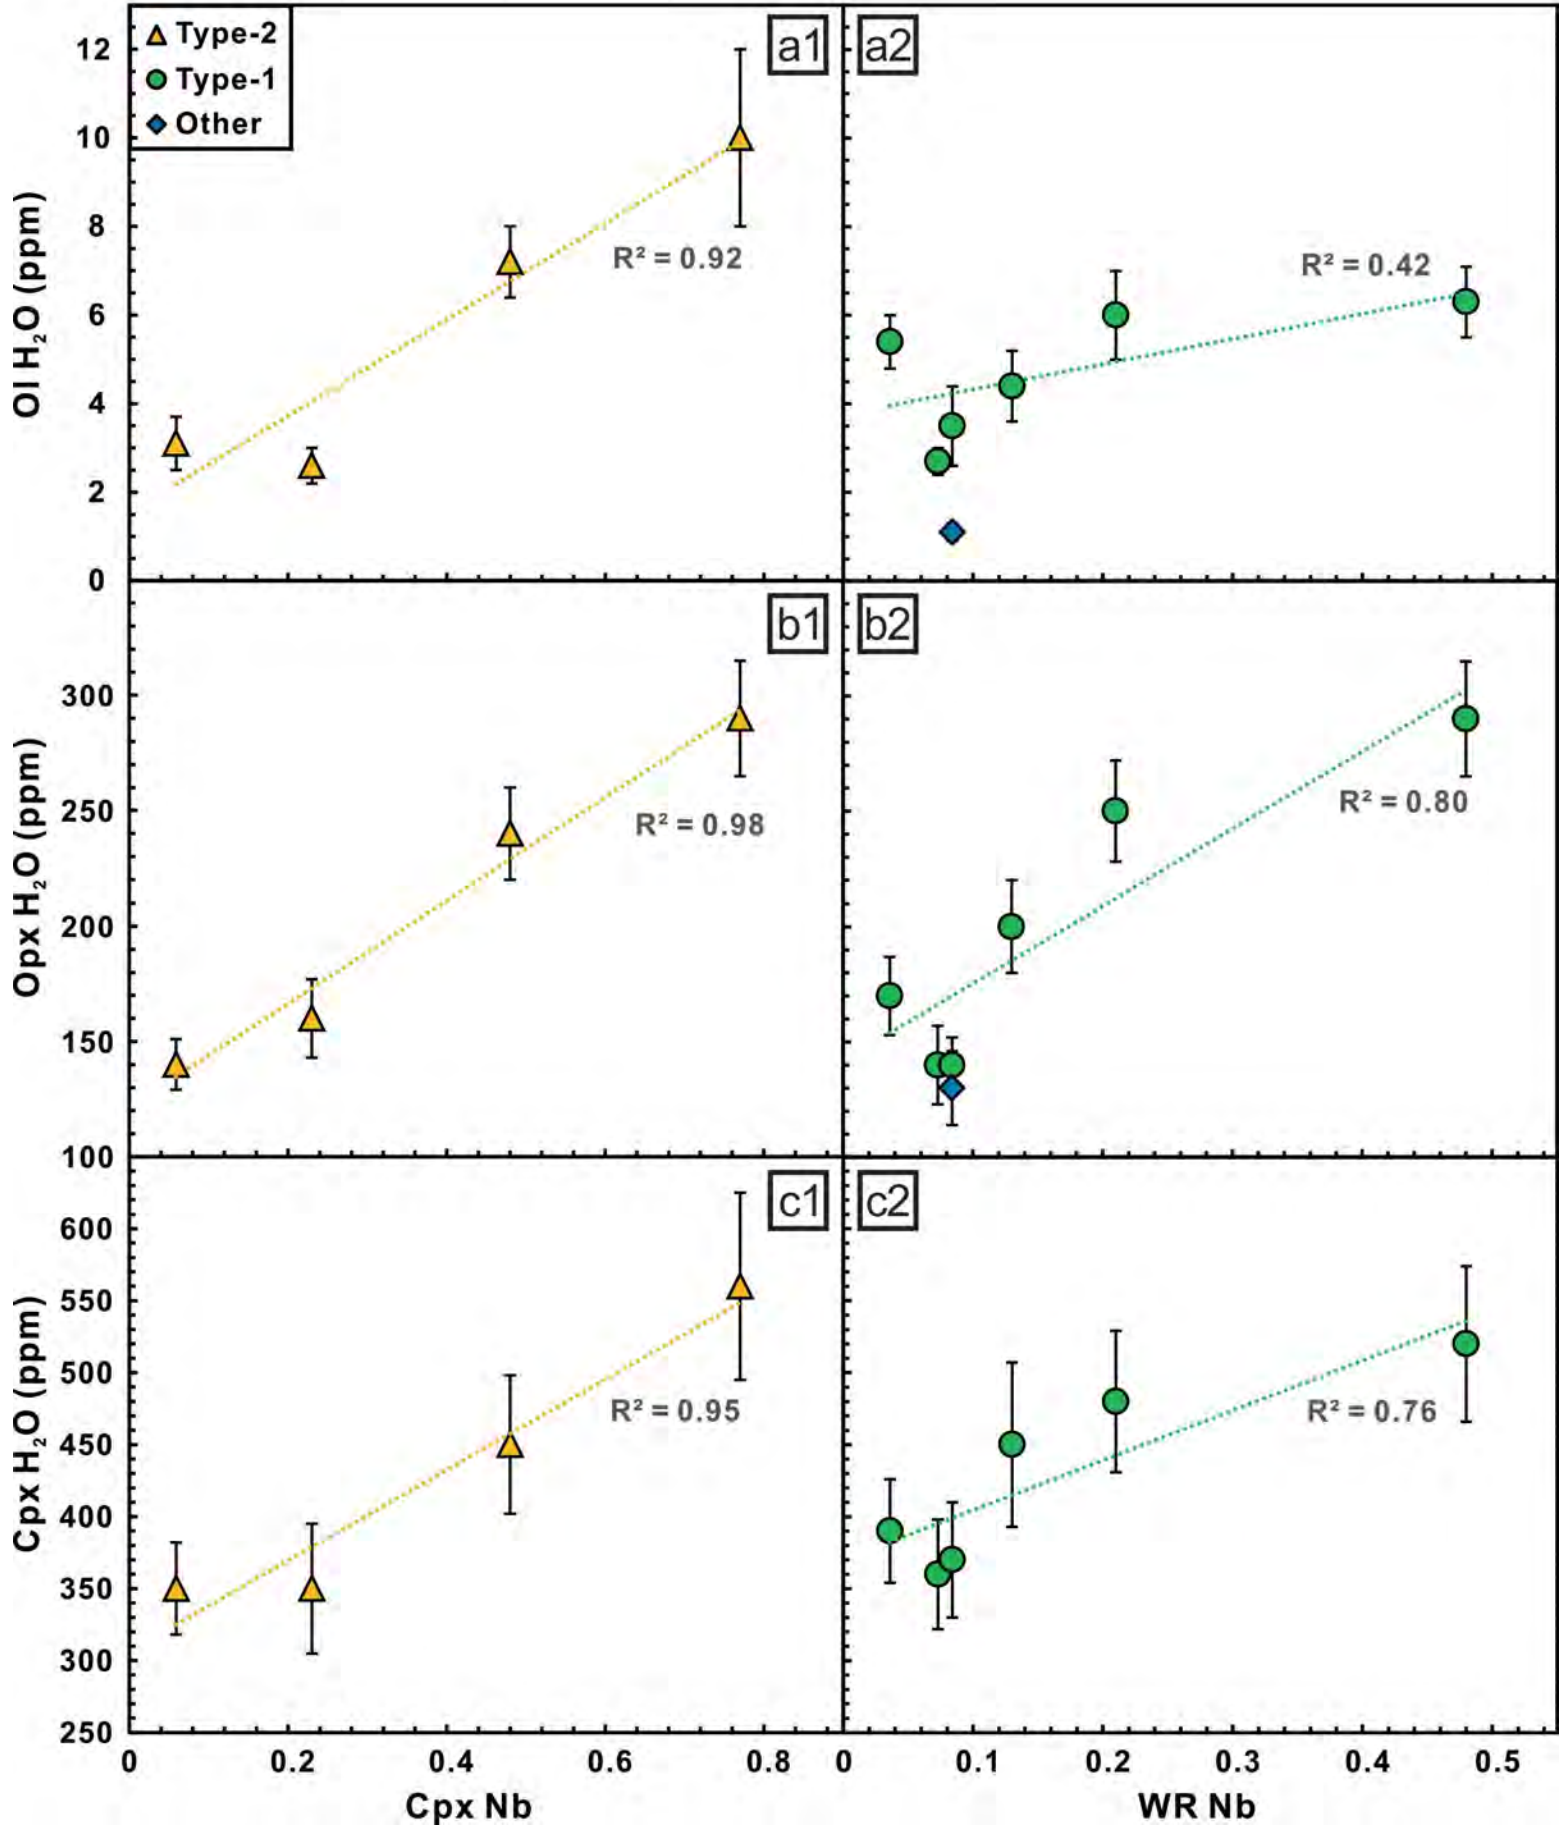 Type-2
Type-1
Other
a1
a2
12
10
8
6
4
2
0
Ol H₂O (ppm)
R² = 0.92
R² = 0.42
b1
b2
300
250
200
150
100
Opx H₂O (ppm)
R² = 0.98
R² = 0.80
c1
c2
600
550
500
450
400
350
300
250
Cpx H₂O (ppm)
R² = 0.95
R² = 0.76
0 0.2 0.4 0.6 0.8
0 0.1 0.2 0.3 0.4 0.5
Cpx Nb
WR Nb